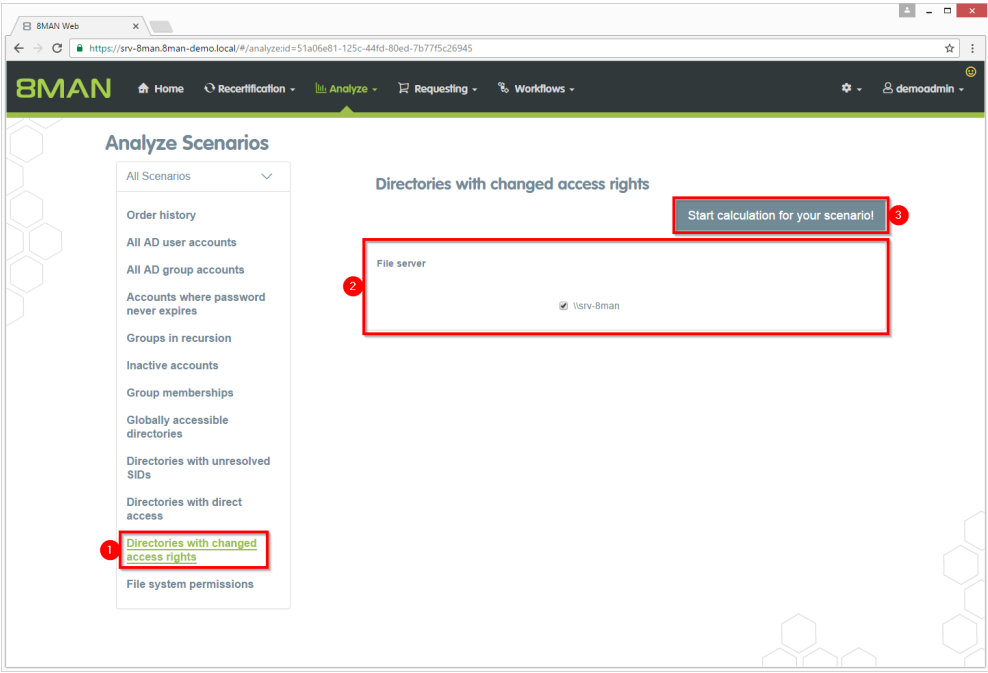 8MAN Web
https://srv-8man.8man-demo.local/#/analyze;id=51a06e81-125c-44fd-80ed-7b77f5c26945
8MAN Home Recertification Analyze Requesting Workflows demoadmin
Analyze Scenarios
All Scenarios
Directories with changed access rights
Start calculation for your scenario! 3
File server
2
\\srv-8man
Order history
All AD user accounts
All AD group accounts
Accounts where password
never expires
Groups in recursion
Inactive accounts
Group memberships
Globally accessible
directories
Directories with unresolved
SIDs
Directories with direct
access
1 Directories with changed
access rights
File system permissions